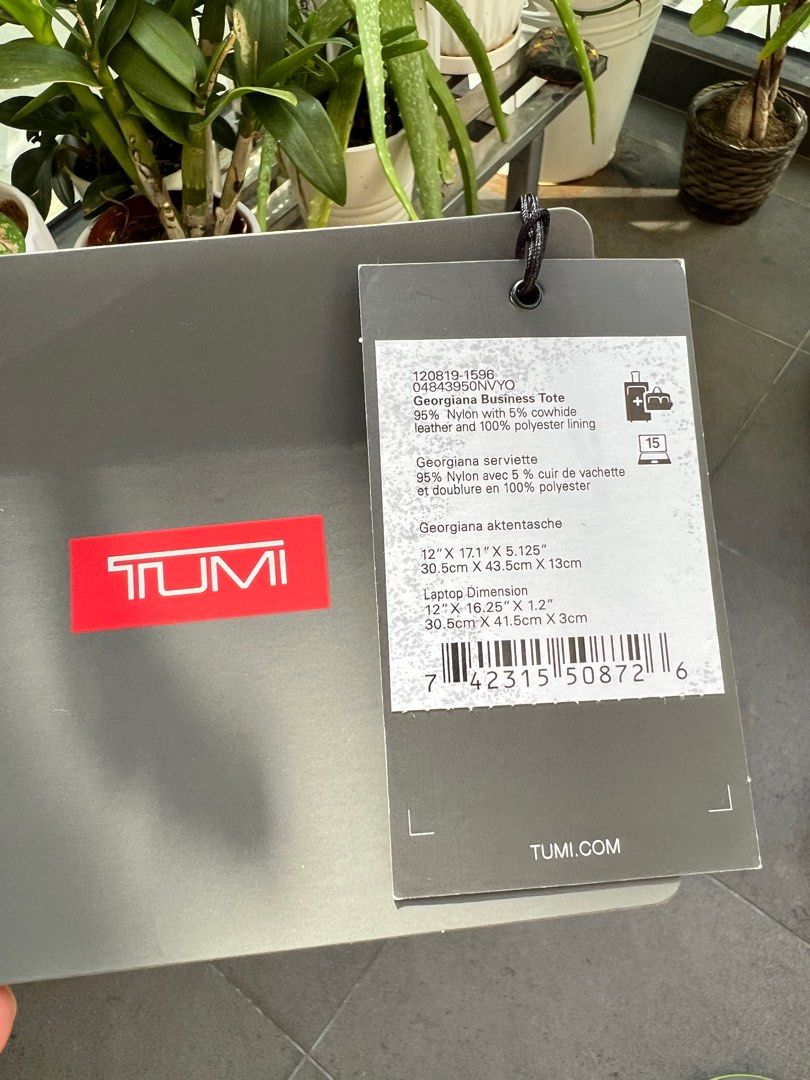 TUMI
120819-1596
04843950NVYO
Georgiana Business Tote
95% Nylon with 5% cowhide
leather and 100% polyester lining
15
Georgiana serviette
95% Nylon avec 5 % cuir de vachette
et doublure en 100% polyester
Georgiana aktentasche
12" X 17.1" X 5.125"
30.5cm X 43.5cm X 13cm
Laptop Dimension
12" X 16.25" X 1.2"
30.5cm X 41.5cm X 3cm
7 42315 50872 6
TUMI.COM